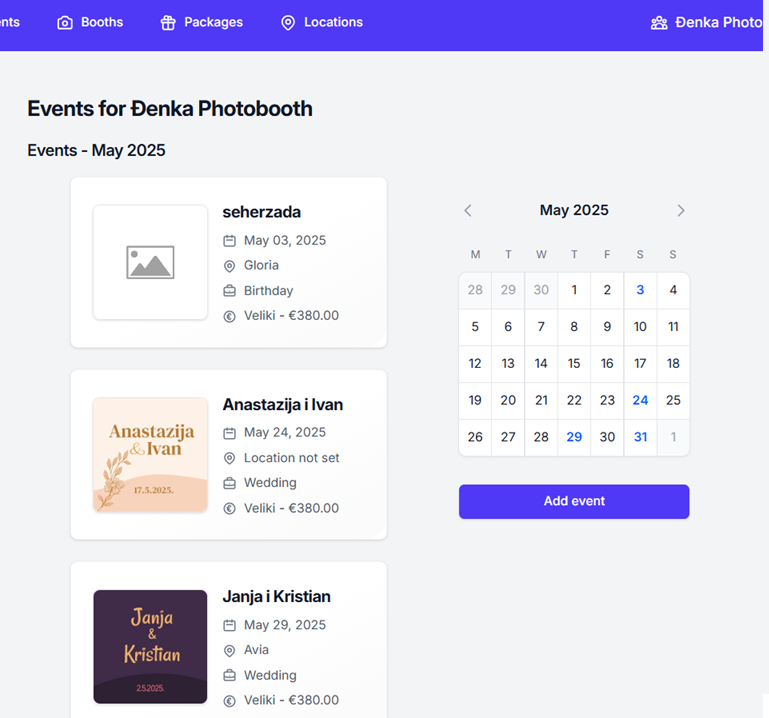 nts Booths Packages Locations Đenka Photo
Events for Đenka Photobooth
Events - May 2025
seherzada
May 03, 2025
Gloria
Birthday
Veliki - €380.00
Anastazija
& Ivan
17.5.2025.
Anastazija i Ivan
May 24, 2025
Location not set
Wedding
Veliki - €380.00
Janja
&
Kristian
2.5.2025.
Janja i Kristian
May 29, 2025
Avia
Wedding
Veliki - €380.00
May 2025
M T W T F S S
28 29 30 1 2 3 4
5 6 7 8 9 10 11
12 13 14 15 16 17 18
19 20 21 22 23 24 25
26 27 28 29 30 31 1
Add event